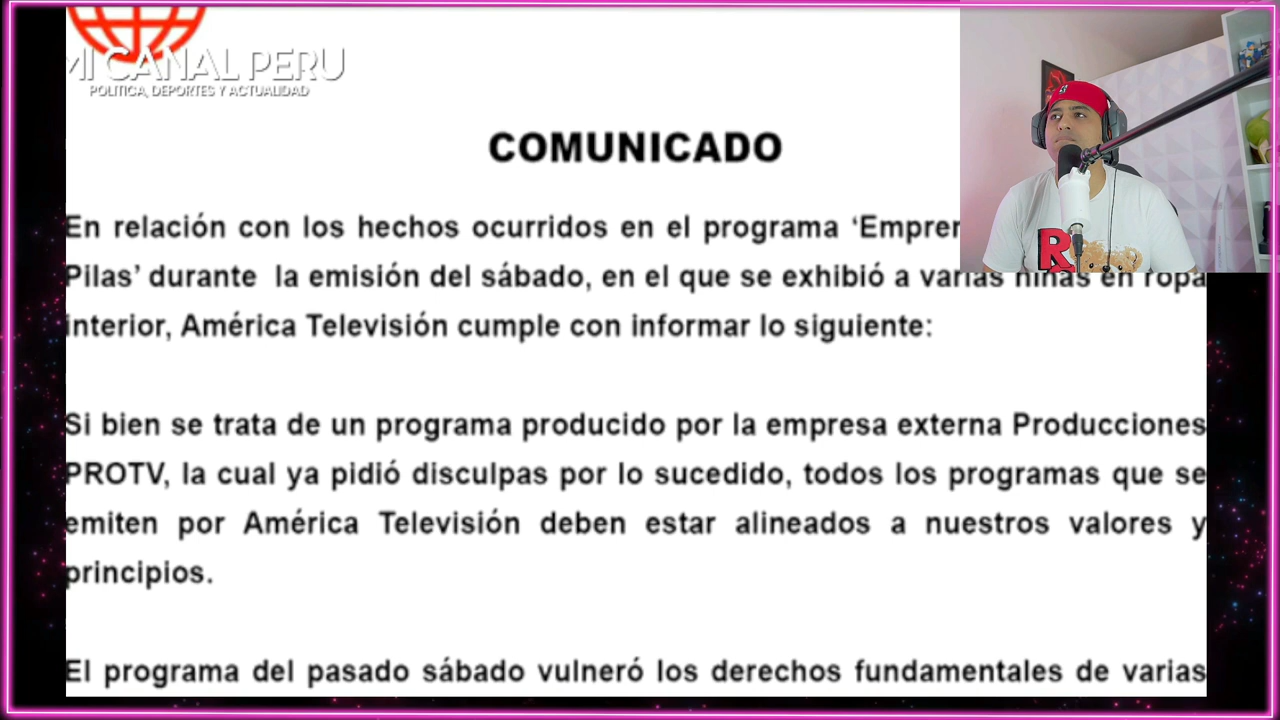 MI CANAL PERU
POLITICA, DEPORTES Y ACTUALIDAD
COMUNICADO
En relación con los hechos ocurridos en el programa ‘Empren
Pilas’ durante la emisión del sábado, en el que se exhibió a varias niñas en ropa
interior, América Televisión cumple con informar lo siguiente:
Si bien se trata de un programa producido por la empresa externa Producciones
PROTV, la cual ya pidió disculpas por lo sucedido, todos los programas que se
emiten por América Televisión deben estar alineados a nuestros valores y
principios.
El programa del pasado sábado vulneró los derechos fundamentales de varias
R